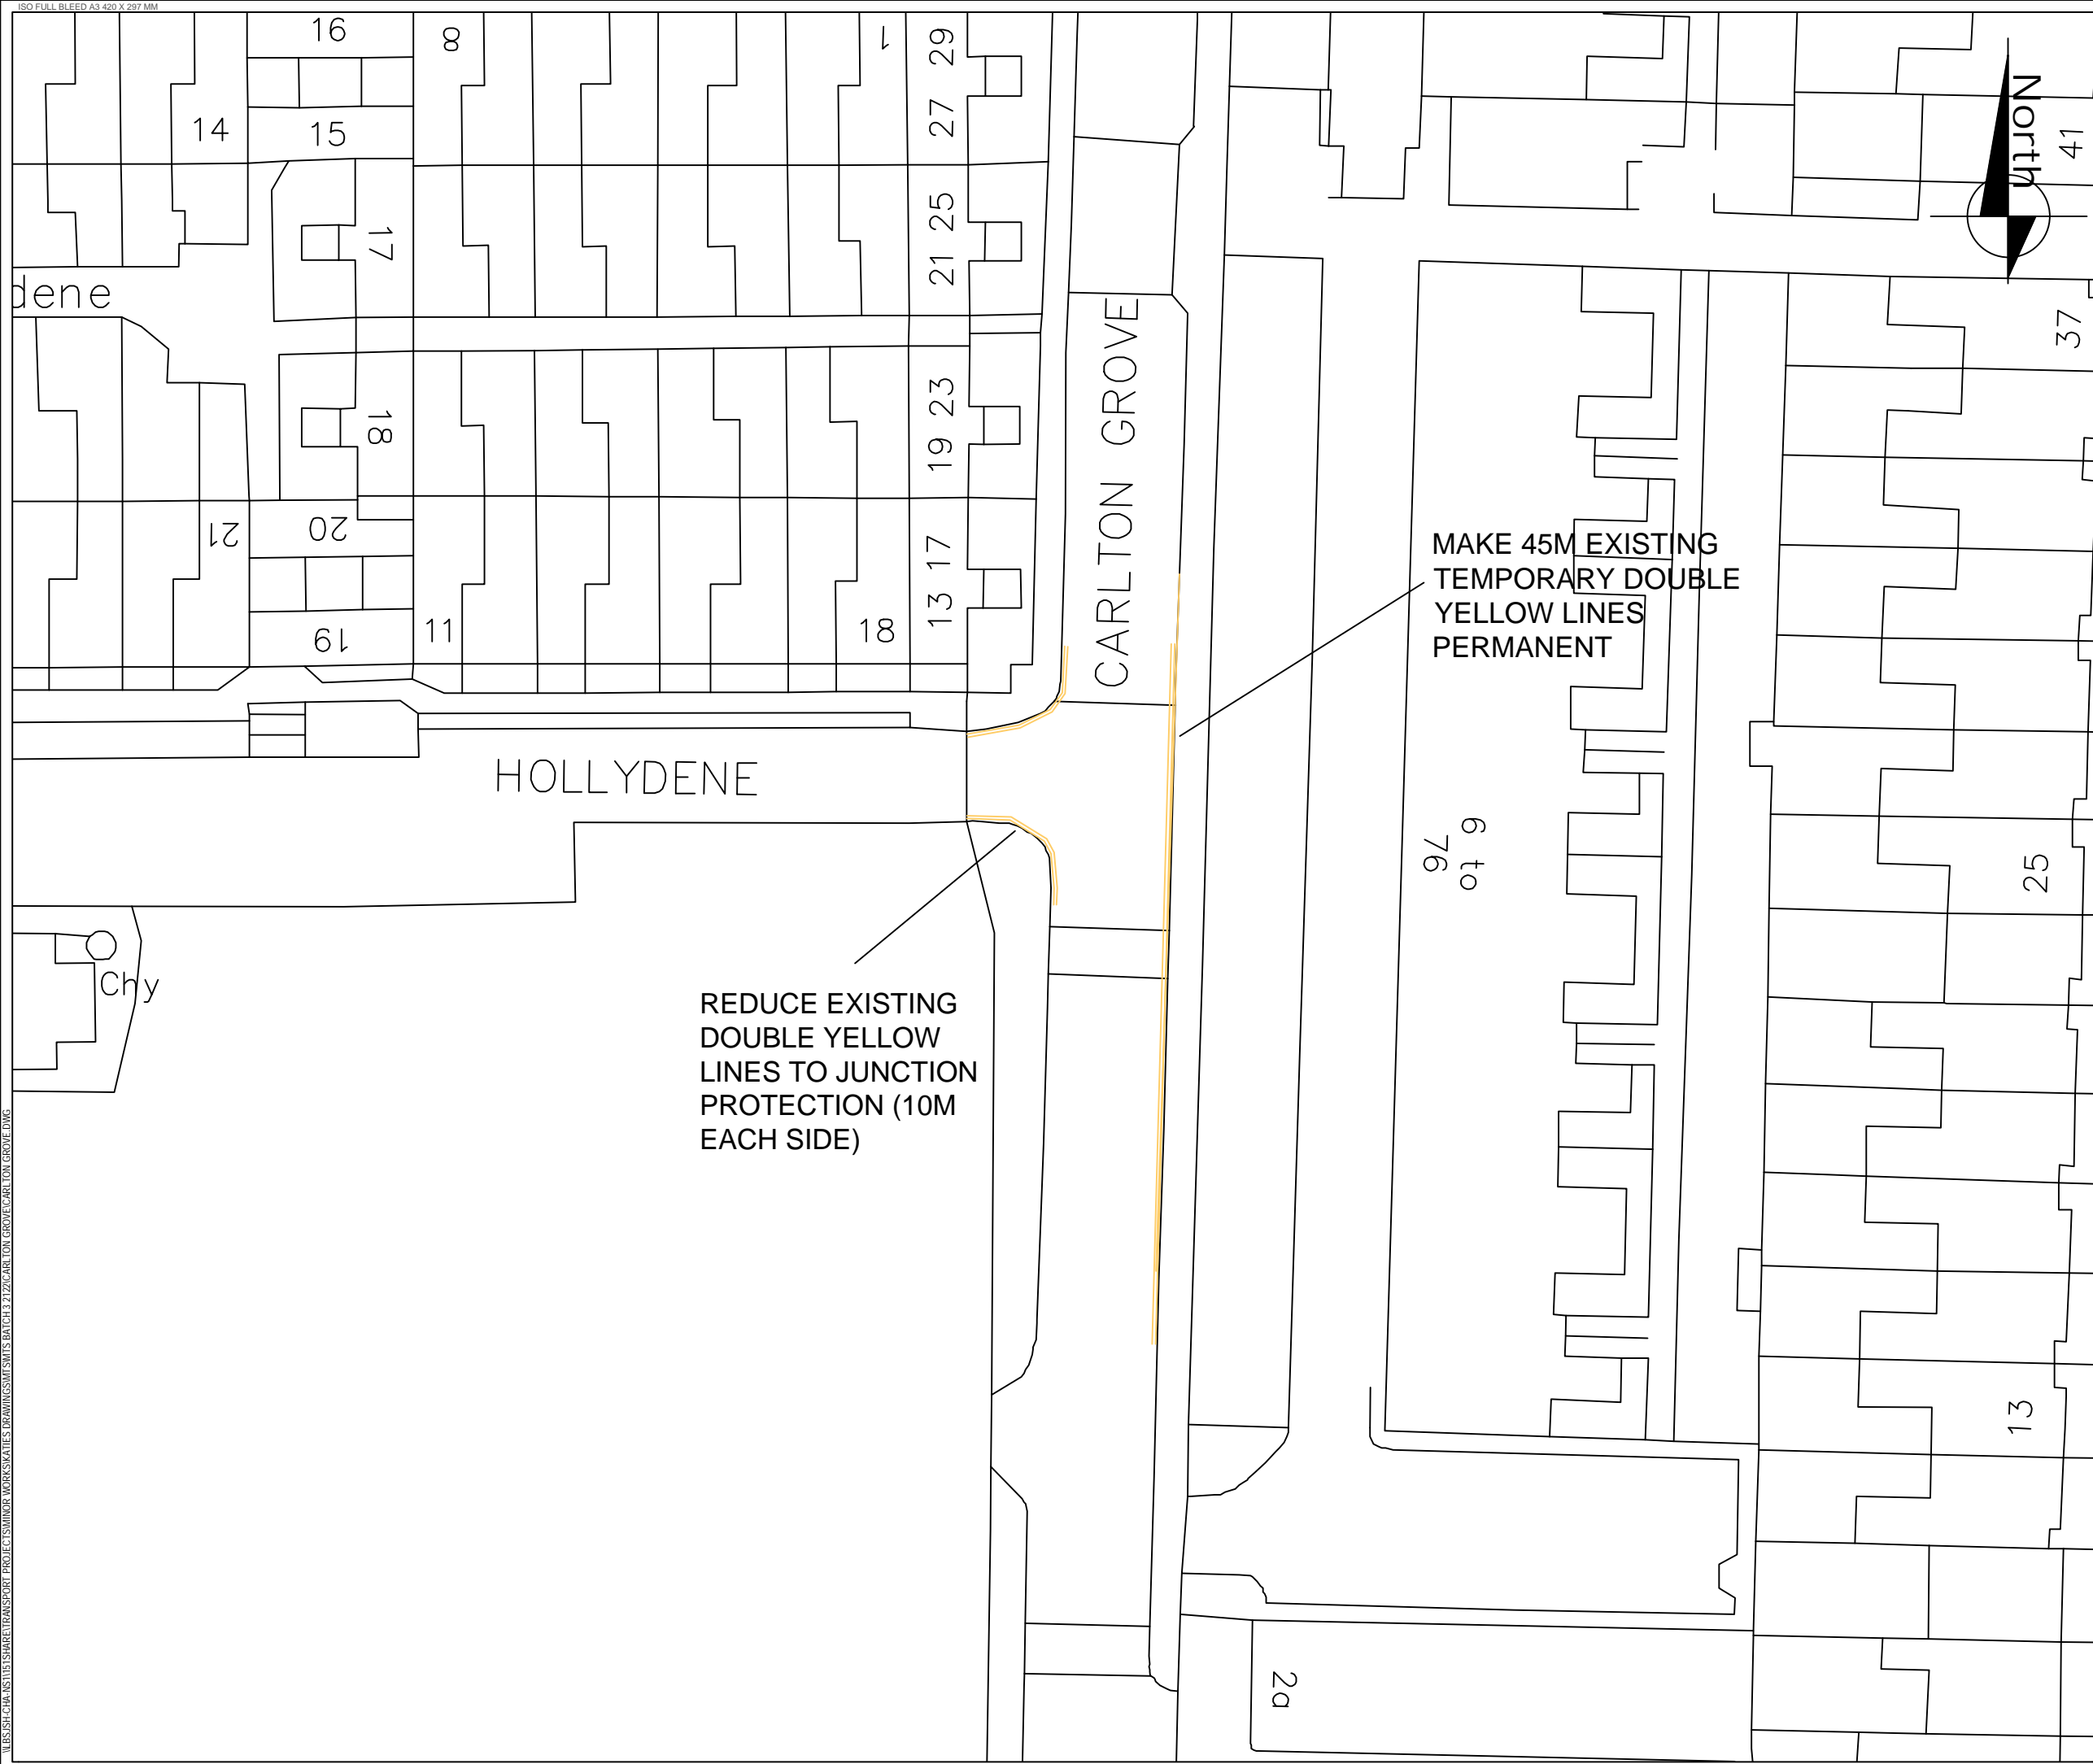 ISO FULL BLEED A3 420 X 297 MM
16
8
1
29
North
14
15
27
41
17
25
21
dene
37
18
23
19
CARLTON GROVE
21
20
17
MAKE 45M EXISTING
TEMPORARY DOUBLE
YELLOW LINES
PERMANENT
19
11
18
13
HOLLYDENE
6 to
76
25
Chy
REDUCE EXISTING
DOUBLE YELLOW
LINES TO JUNCTION
PROTECTION (10M
EACH SIDE)
13
2a